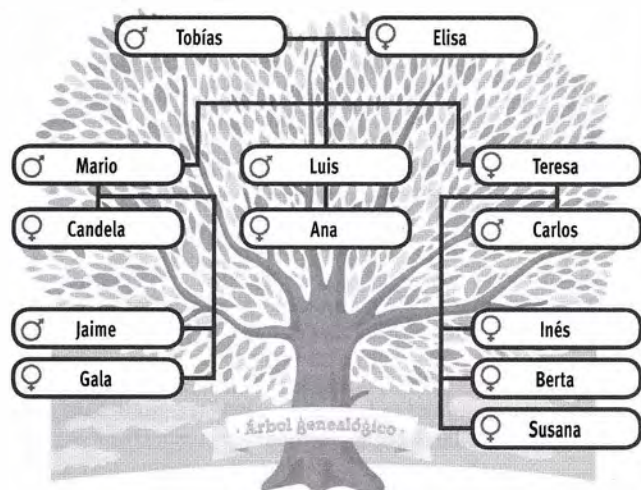 Tobías
Elisa
Mario
Luis
Teresa
Candela
Ana
Carlos
Jaime
Inés
Gala
Berta
Susana
· Árbol genealógico ·